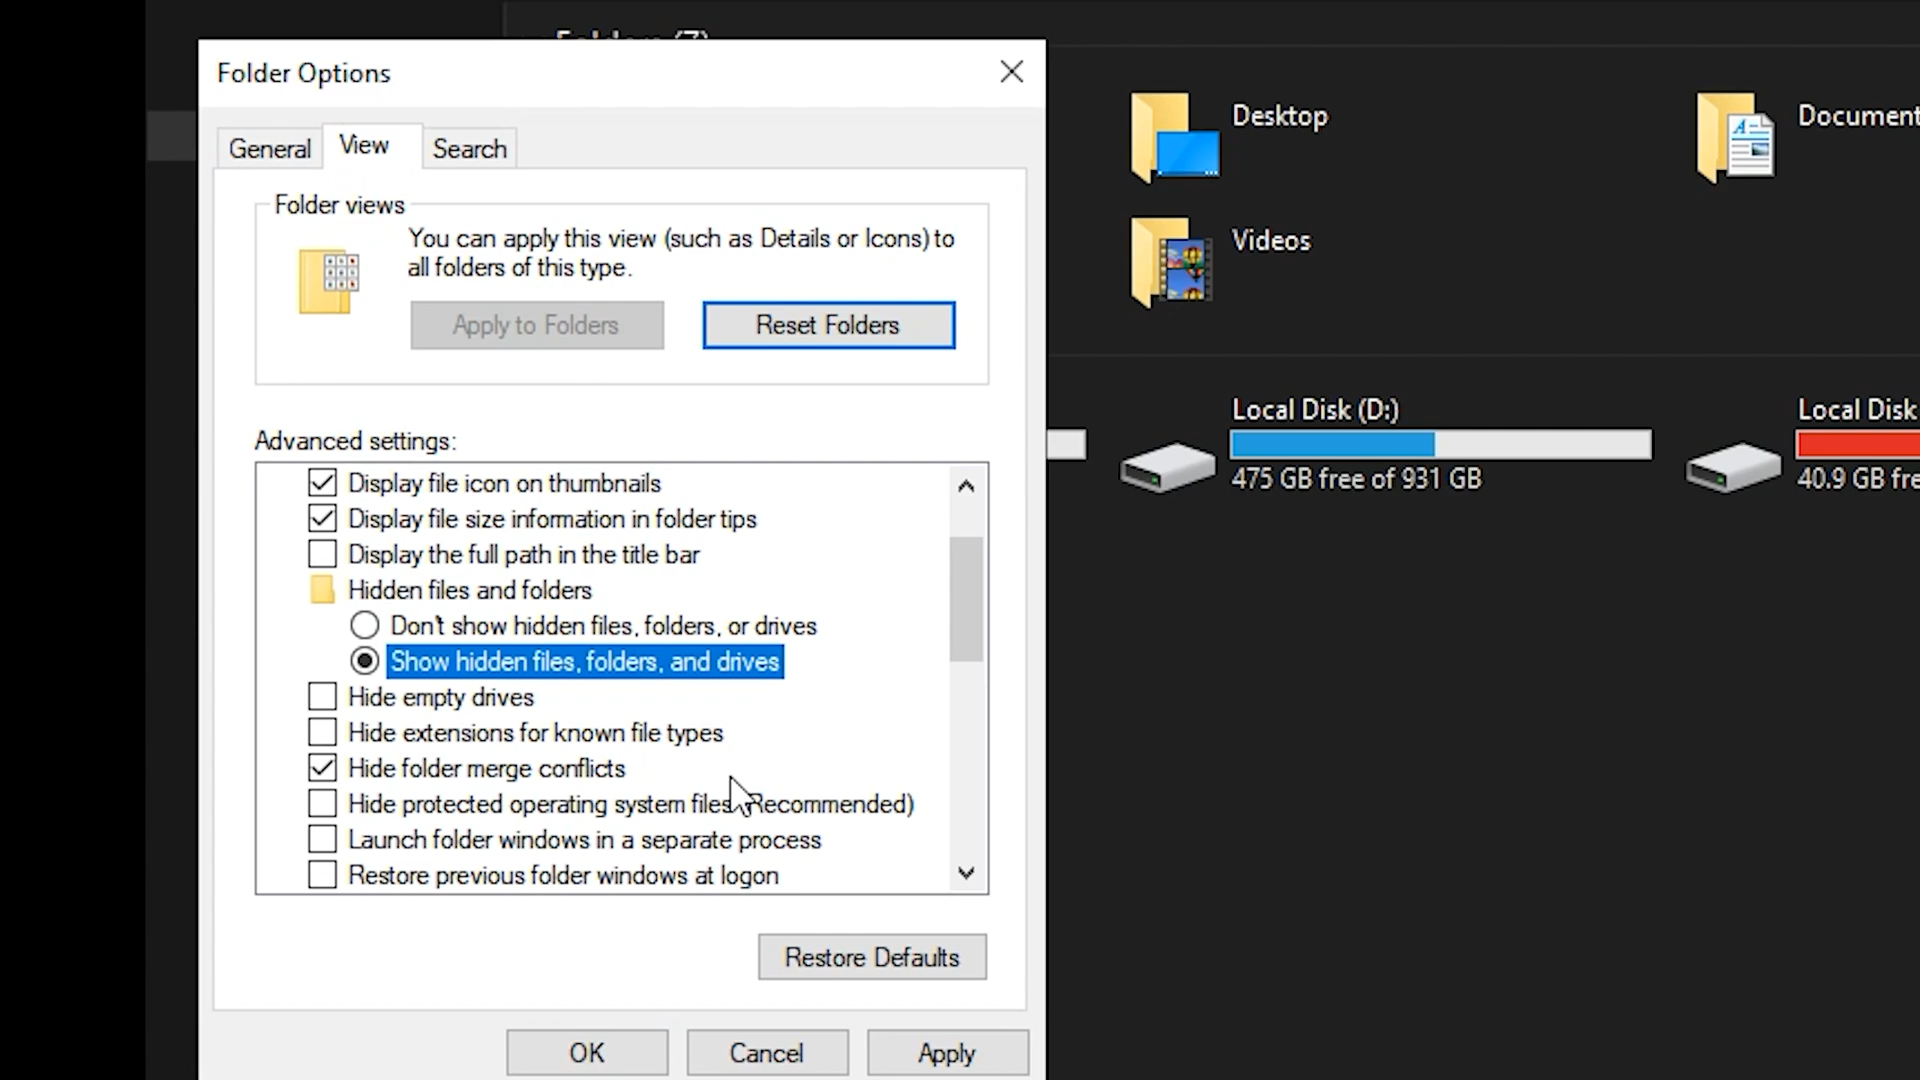 Folders (7)
Folder Options
General
View
Search
Folder views
You can apply this view (such as Details or Icons) to
all folders of this type.
Apply to Folders
Reset Folders
Advanced settings:
Display file icon on thumbnails
Display file size information in folder tips
Display the full path in the title bar
Hidden files and folders
Don't show hidden files, folders, or drives
Show hidden files, folders, and drives
Hide empty drives
Hide extensions for known file types
Hide folder merge conflicts
Hide protected operating system files (Recommended)
Launch folder windows in a separate process
Restore previous folder windows at logon
Restore Defaults
OK
Cancel
Apply
Desktop
Document
Videos
Local Disk (D:)
475 GB free of 931 GB
Local Disk
40.9 GB fre